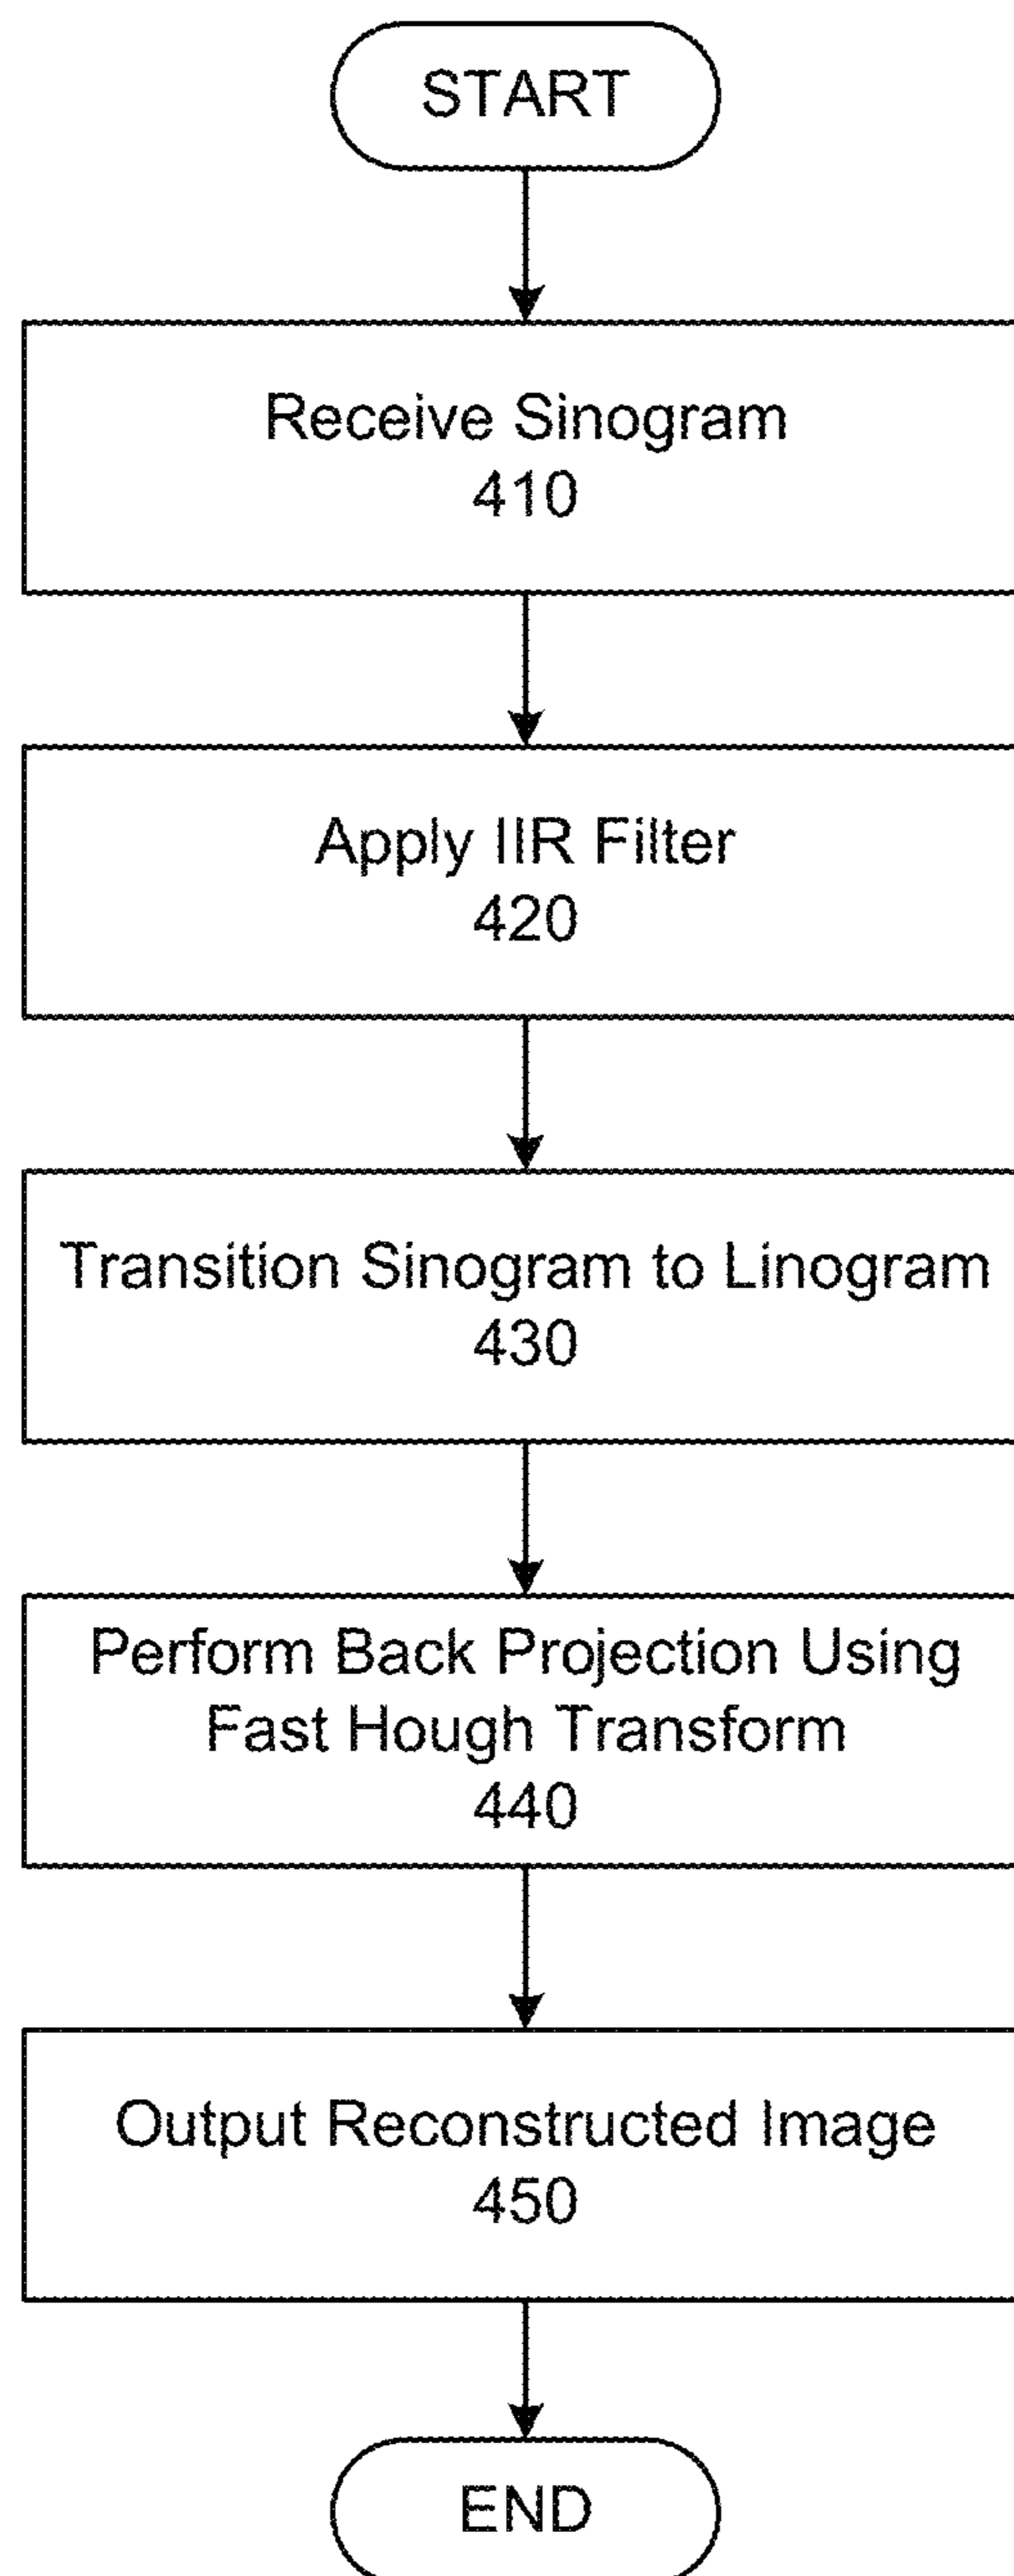 START
Receive Sinogram
410
Apply IIR Filter
420
Transition Sinogram to Linogram
430
Perform Back Projection Using
Fast Hough Transform
440
Output Reconstructed Image
450
END